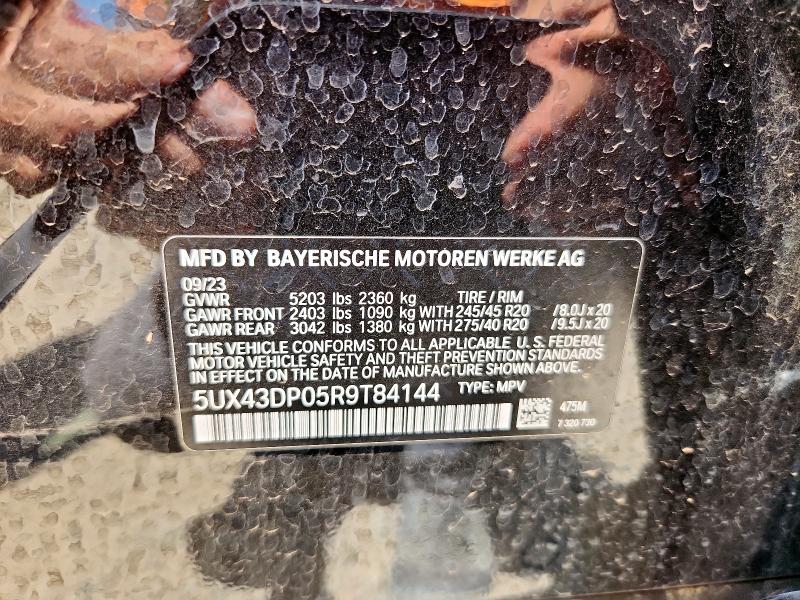 MFD BY BAYERISCHE MOTOREN WERKE AG
09/23
GVWR 5203 lbs 2360 kg TIRE / RIM
GAWR FRONT 2403 lbs 1090 kg WITH 245/45 R20 /8.0J x 20
GAWR REAR 3042 lbs 1380 kg WITH 275/40 R20 /9.5J x 20
THIS VEHICLE CONFORMS TO ALL APPLICABLE U. S. FEDERAL
MOTOR VEHICLE SAFETY AND THEFT PREVENTION STANDARDS
IN EFFECT ON THE DATE OF MANUFACTURE SHOWN ABOVE.
5UX43DP05R9T84144 TYPE: MPV
475M
7 320 730